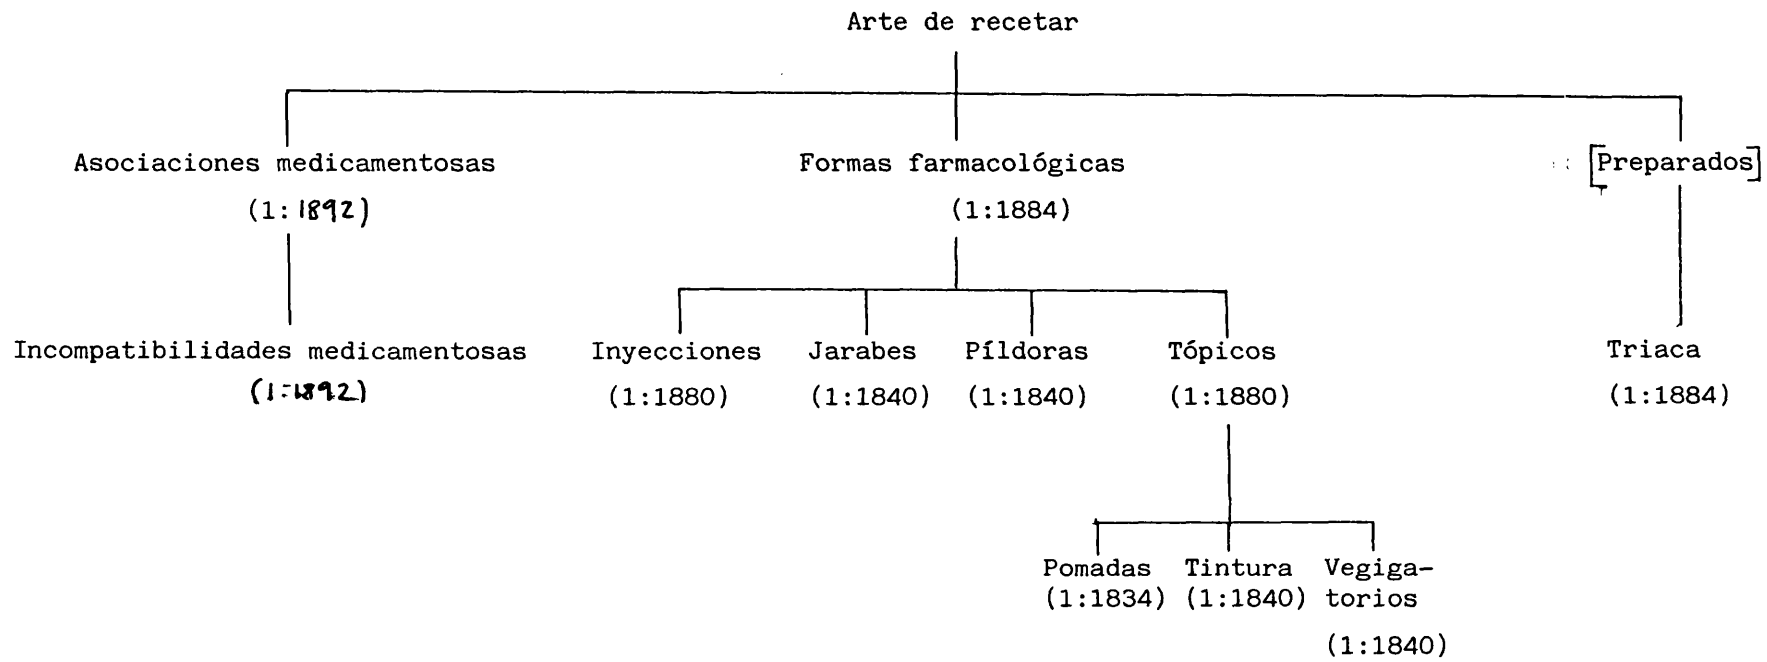 Arte de recetar
Asociaciones medicamentosas
(1:1892)
Formas farmacológicas
(1:1884)
[Preparados]
Incompatibilidades medicamentosas
(1:1892)
Inyecciones
(1:1880)
Jarabes
(1:1840)
Píldoras
(1:1840)
Tópicos
(1:1880)
Triaca
(1:1884)
Pomadas
(1:1834)
Tintura
(1:1840)
Vegiga-
torios
(1:1840)